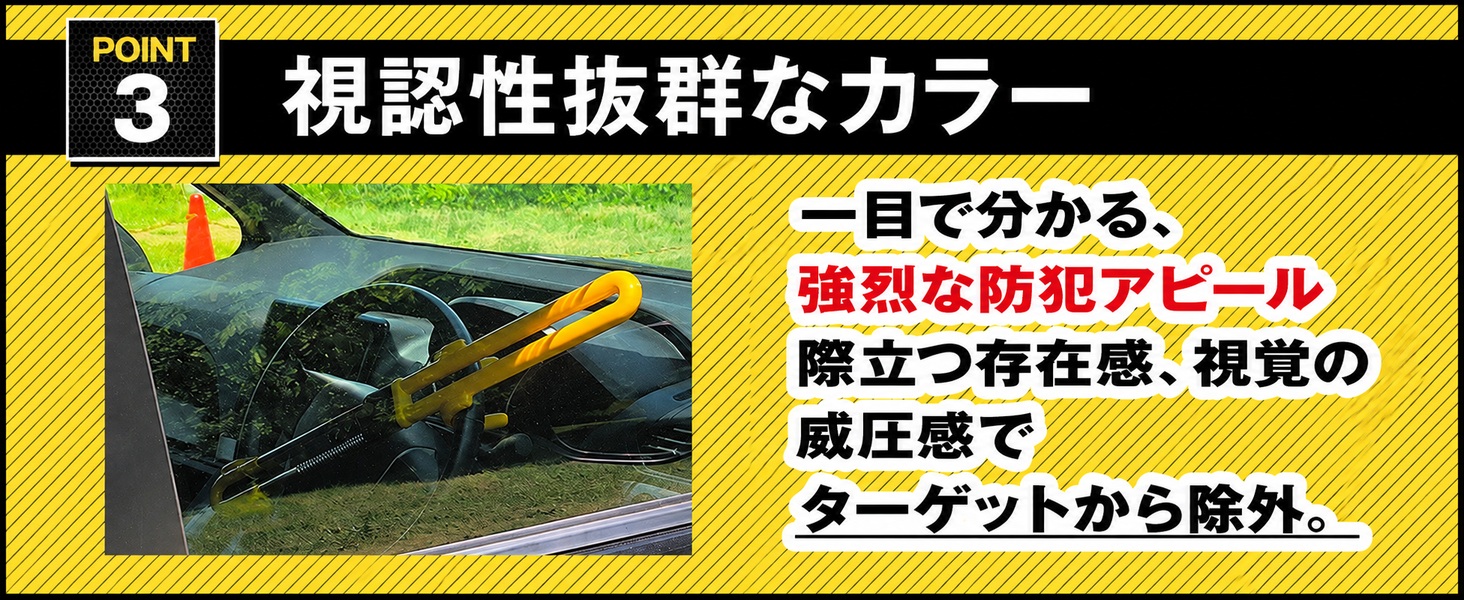 POINT
3
視認性抜群なカラー
一目で分かる、
強烈な防犯アピール
際立つ存在感、視覚の
威圧感で
ターゲットから除外。